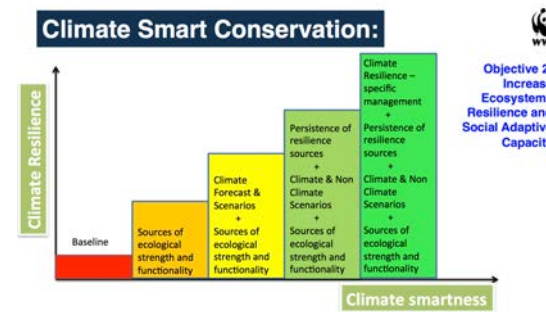 Climate Smart Conservation:
Objective 2
Increase
Ecosystem
Resilience and
Social Adaptive
Capacit
Climate Resilience
Baseline
Sources of
ecological
strength and
functionality
Climate
Forecast &
Scenarios
+
Sources of
ecological
strength and
functionality
Persistence of
resilience
sources
+
Climate & Non
Climate
Scenarios
+
Sources of
ecological
strength and
functionality
Climate
Resilience –
specific
management
+
Persistence of
resilience
sources
+
Climate & Non
Climate
Scenarios
+
Sources of
ecological
strength and
functionality
Climate smartness